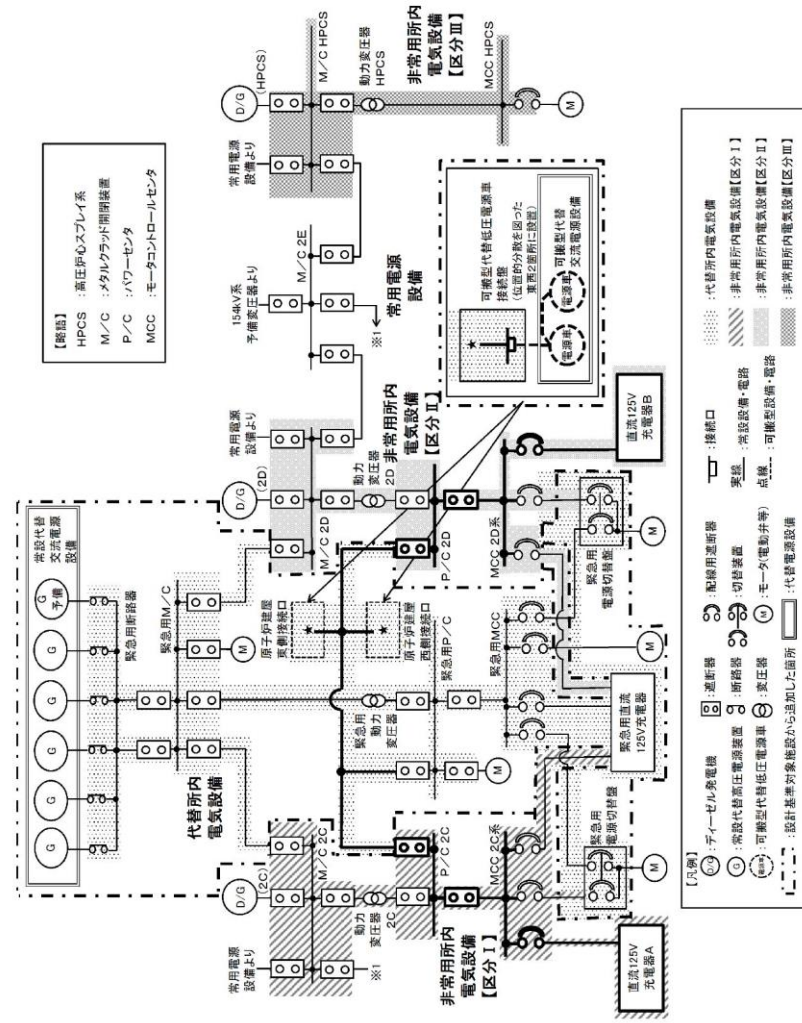 【略語】
HPCS :高圧炉心スプレイ系
M/C :メタルクラッド開閉装置
P/C :パワーセンタ
MCC :モータコントロールセンタ
常設代替
交流電源
設備
G
予備
G
G
G
G
G
緊急用断路器
緊急用M/C
M
代替所内
電気設備
常用電源
設備より
D/G
(2C)
M/C 2C
※1
動力
変圧器
2C
非常用所内
電気設備
【区分Ⅰ】
P/C 2C
MCC 2C系
直流125V
充電器A
緊急用
電源切替盤
M
緊急用
動力
変圧器
緊急用P/C
M
緊急用MCC
M
緊急用直流
125V充電器
原子炉建屋
東側接続口
★
原子炉建屋
西側接続口
★
D/G
(2D)
常用電源
設備より
M/C 2D
動力
変圧器
2D
非常用所内
電気設備
【区分Ⅱ】
P/C 2D
MCC 2D系
緊急用
電源切替盤
M
直流125V
充電器B
154kV系
予備変圧器より
M/C 2E
※1
常用電源
設備
可搬型代替低圧電源車
接続盤
(位置的分散を図った
東西2箇所に設置)
★
可搬型代替
交流電源設備
電源車
電源車
常用電源
設備より
D/G
(HPCS)
M/C HPCS
動力変圧器
HPCS
非常用所内
電気設備
【区分Ⅲ】
MCC HPCS
M
【凡例】
D/G :ディーゼル発電機
G :常設代替高圧電源装置
電源車 :可搬型代替低圧電源車
:遮断器
:断路器
:変圧器
:配線用遮断器
:切替装置
M :モータ(電動弁等)
:接続口
実線 :常設設備・電路
点線 :可搬型設備・電路
:設計基準対象施設から追加した箇所
:代替電源設備
:代替所内電気設備
:非常用所内電気設備【区分Ⅰ】
:非常用所内電気設備【区分Ⅱ】
:非常用所内電気設備【区分Ⅲ】